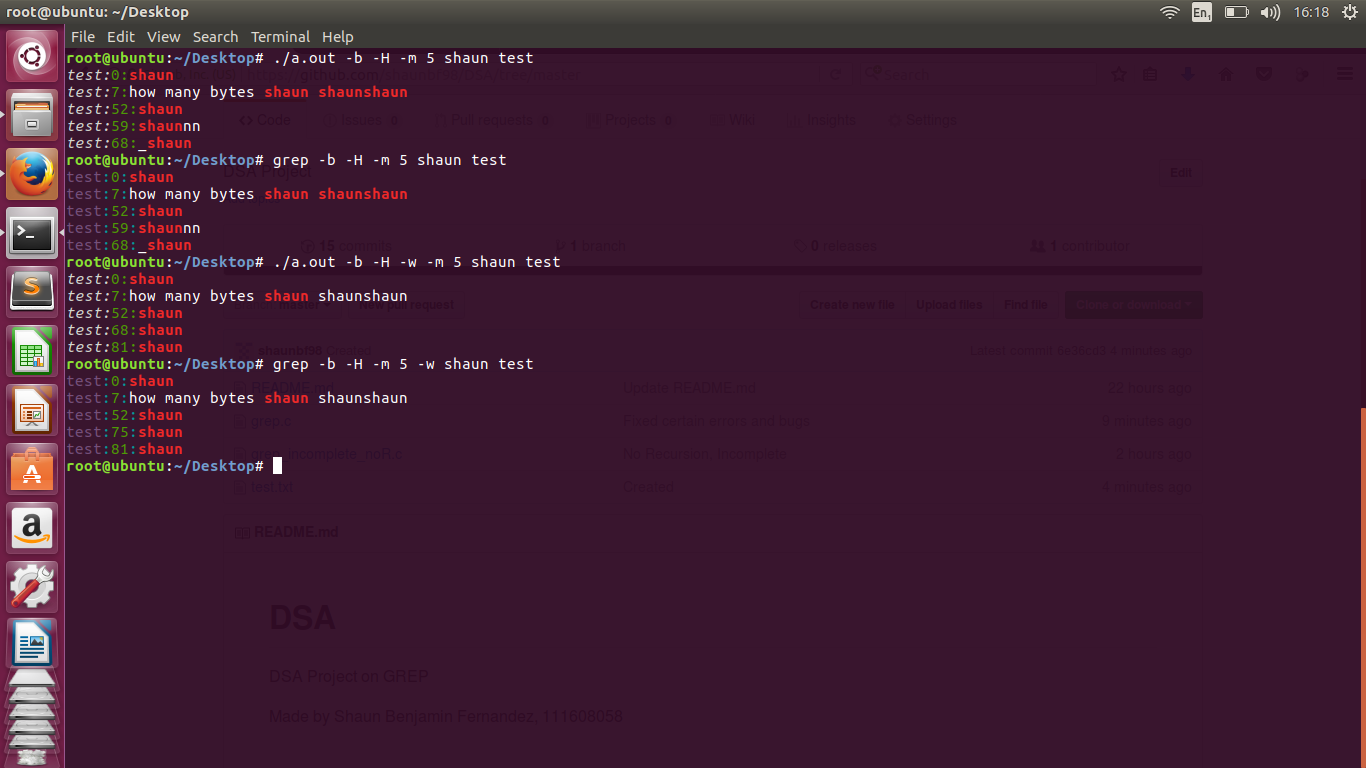 root@ubuntu: ~/Desktop
En1
16:18
File Edit View Search Terminal Help
root@ubuntu:~/Desktop# ./a.out -b -H -m 5 shaun test
test:0:shaun
test:7:how many bytes shaun shaunshaun
test:52:shaun
test:59:shaunnn
test:68:_shaun
root@ubuntu:~/Desktop# grep -b -H -m 5 shaun test
test:0:shaun
test:7:how many bytes shaun shaunshaun
test:52:shaun
test:59:shaunnn
test:68:_shaun
root@ubuntu:~/Desktop# ./a.out -b -H -w -m 5 shaun test
test:0:shaun
test:7:how many bytes shaun shaunshaun
test:52:shaun
test:68:shaun
test:81:shaun
root@ubuntu:~/Desktop# grep -b -H -m 5 -w shaun test
test:0:shaun
test:7:how many bytes shaun shaunshaun
test:52:shaun
test:75:shaun
test:81:shaun
root@ubuntu:~/Desktop#
Search
Code Issues 0 Pull requests 0 Projects 0 Wiki Insights Settings
DSA Project
Edit
15 commits 1 branch 0 releases 1 contributor
pull request Create new file Upload files Find file Clone or download
Latest commit 4 minutes ago
README.md Update README.md 22 hours ago
grep.c Fixed certain errors and bugs 9 minutes ago
grep_incomplete_noR.c No Recursion, Incomplete 2 hours ago
test.txt Created 4 minutes ago
README.md
DSA
DSA Project on GREP
Made by Shaun Benjamin Fernandez, 111608058